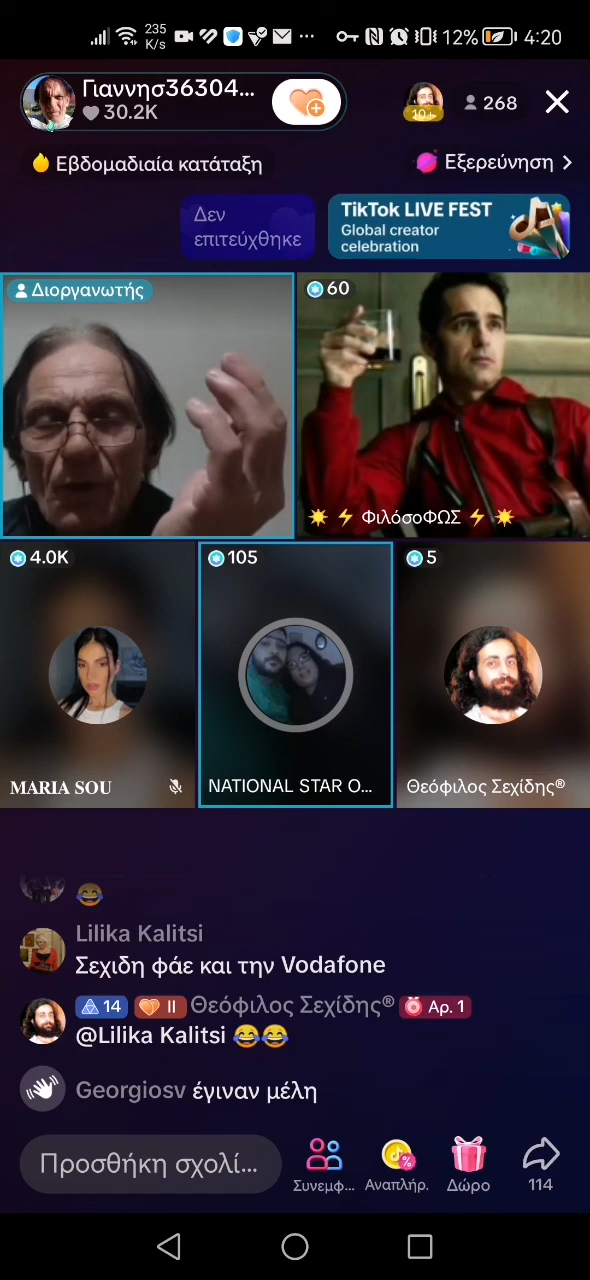 235 K/s 12% 4:20
Γιαννησ36304...
30.2K
10+
268
Εβδομαδιαία κατάταξη
Εξερεύνηση >
Δεν
επιτεύχθηκε
TikTok LIVE FEST
Global creator
celebration
Διοργανωτής
60
ΦιλόσοΦΩΣ
4.0K
105
5
MARIA SOU
NATIONAL STAR O...
Θεόφιλος Σεχίδης®
😂
Lilika Kalitsi
Σεχιδη φάε και την Vodafone
14 II Θεόφιλος Σεχίδης® Αρ. 1
@Lilika Kalitsi 😂😂
Georgiosv έγιναν μέλη
Προσθήκη σχολί...
Συνεμφ...
Αναπλήρ.
Δώρο
114